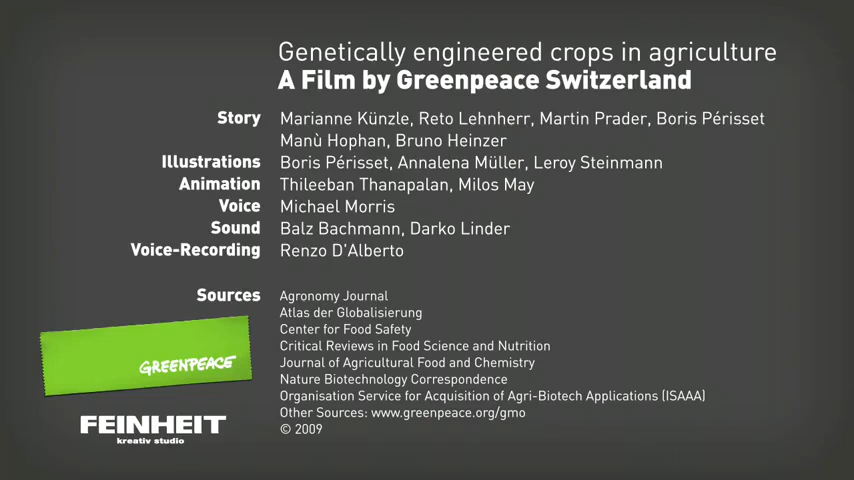 Genetically engineered crops in agriculture
A Film by Greenpeace Switzerland
Story Marianne Künzle, Reto Lehnherr, Martin Prader, Boris Périsset
Manù Hophan, Bruno Heinzer
Illustrations Boris Périsset, Annalena Müller, Leroy Steinmann
Animation Thileeban Thanapalan, Milos May
Voice Michael Morris
Sound Balz Bachmann, Darko Linder
Voice-Recording Renzo D'Alberto
Sources Agronomy Journal
Atlas der Globalisierung
Center for Food Safety
Critical Reviews in Food Science and Nutrition
Journal of Agricultural Food and Chemistry
Nature Biotechnology Correspondence
Organisation Service for Acquisition of Agri-Biotech Applications (ISAAA)
Other Sources: www.greenpeace.org/gmo
© 2009
GREENPEACE
FEINHEIT
kreativ studio